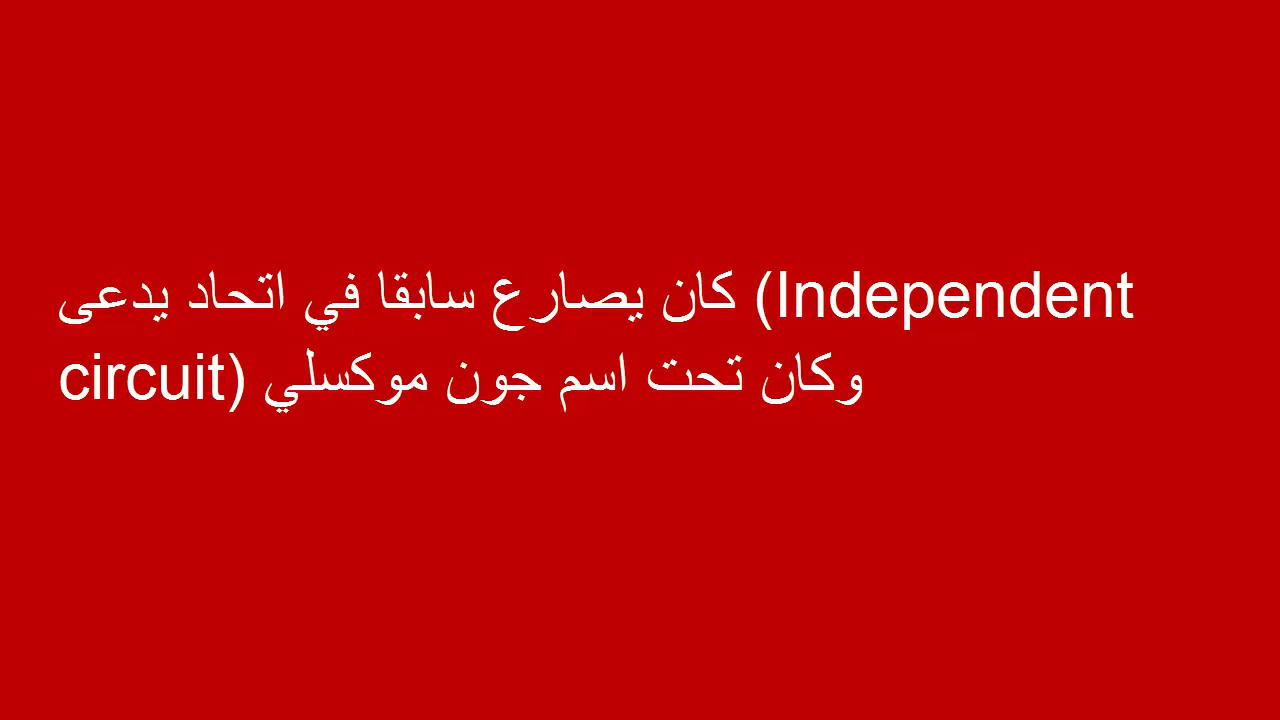 كان يصارع سابقا في اتحاد يدعى (Independent
circuit) وكان تحت اسم جون موكسلي